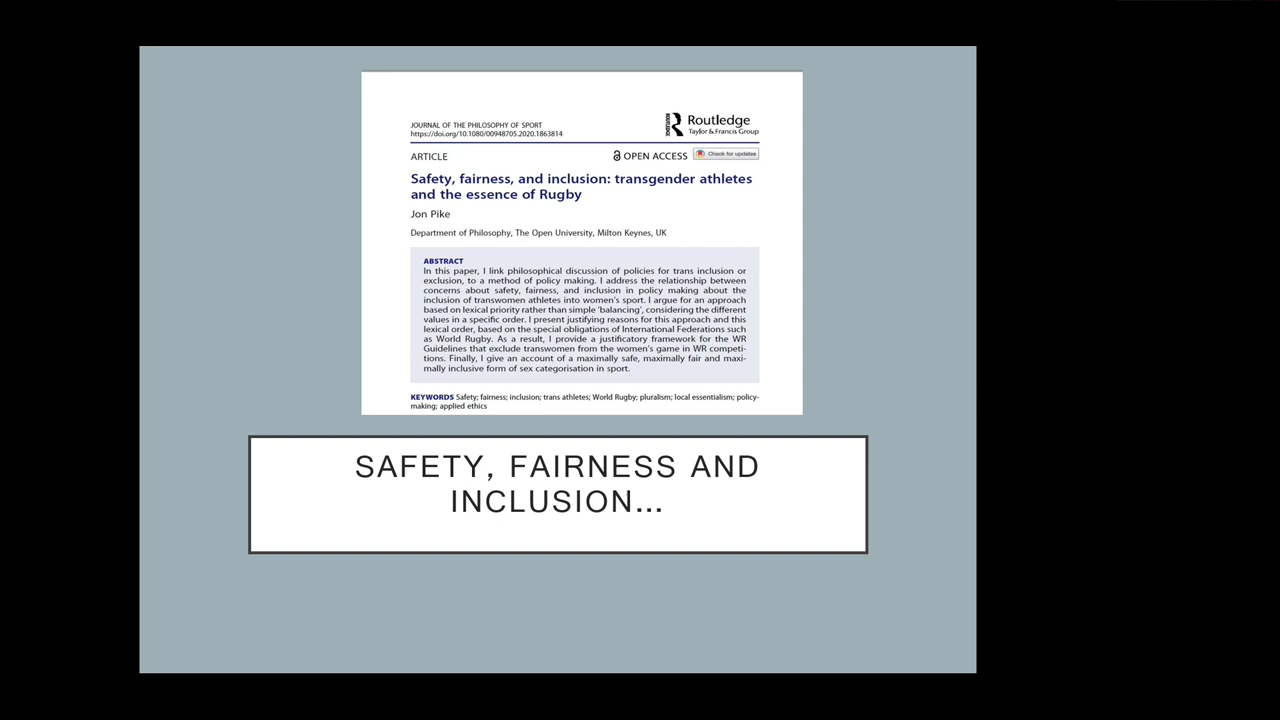 JOURNAL OF THE PHILOSOPHY OF SPORT
https://doi.org/10.1080/00948705.2020.1863814
ROUTLEDGE
Routledge
Taylor & Francis Group
ARTICLE
OPEN ACCESS
Check for updates
Safety, fairness, and inclusion: transgender athletes
and the essence of Rugby
Jon Pike
Department of Philosophy, The Open University, Milton Keynes, UK
ABSTRACT
In this paper, I link philosophical discussion of policies for trans inclusion or
exclusion, to a method of policy making. I address the relationship between
concerns about safety, fairness, and inclusion in policy making about the
inclusion of transwomen athletes into women's sport. I argue for an approach
based on lexical priority rather than simple 'balancing', considering the different
values in a specific order. I present justifying reasons for this approach and this
lexical order, based on the special obligations of International Federations such
as World Rugby. As a result, I provide a justificatory framework for the WR
Guidelines that exclude transwomen from the women's game in WR competi-
tions. Finally, I give an account of a maximally safe, maximally fair and maxi-
mally inclusive form of sex categorisation in sport.
KEYWORDS Safety; fairness; inclusion; trans athletes; World Rugby; pluralism; local essentialism; policy-
making; applied ethics
SAFETY, FAIRNESS AND
INCLUSION...